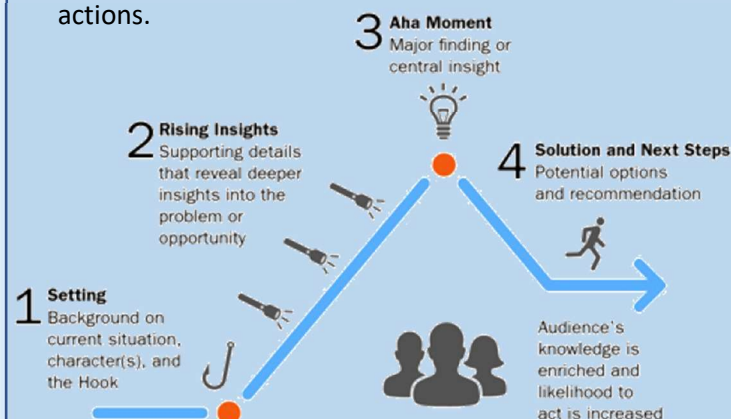 actions.
3 Aha Moment
Major finding or
central insight
2 Rising Insights
Supporting details
that reveal deeper
insights into the
problem or
opportunity
4 Solution and Next Steps
Potential options
and recommendation
1 Setting
Background on
current situation,
character(s), and
the Hook
Audience's
knowledge is
enriched and
likelihood to
act is increased